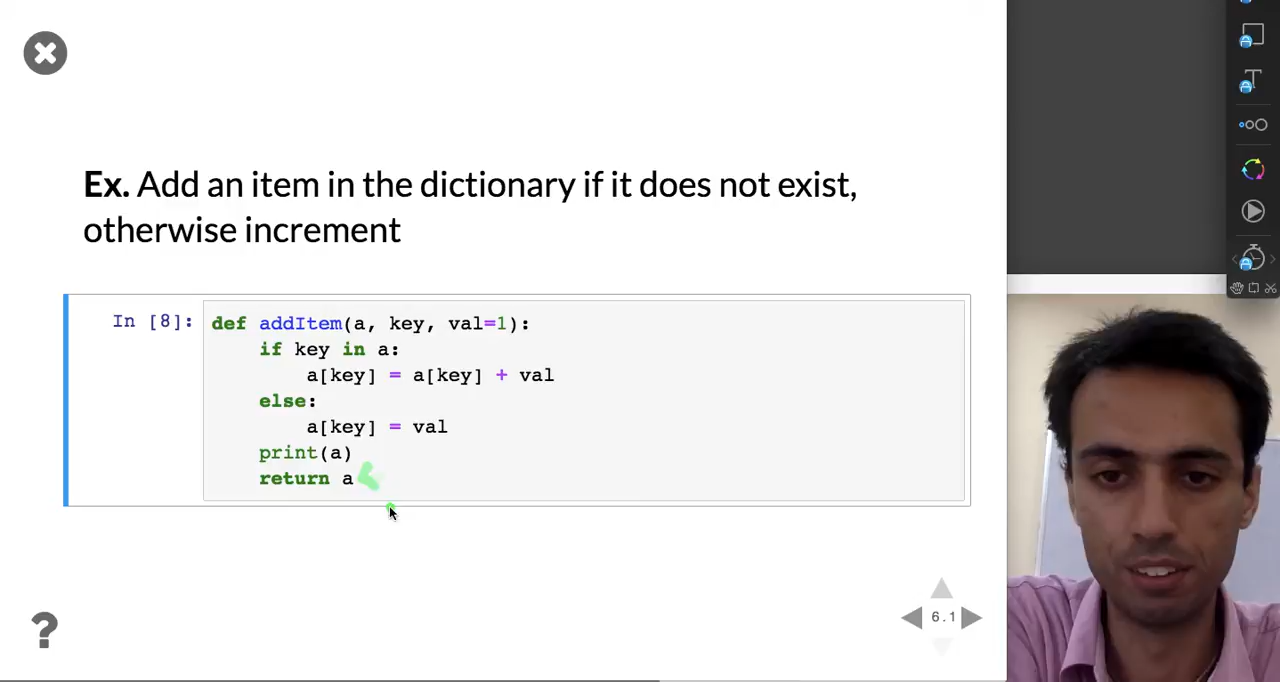 Ex. Add an item in the dictionary if it does not exist,
otherwise increment
In [8]:
def addItem(a, key, val=1):
    if key in a:
        a[key] = a[key] + val
    else:
        a[key] = val
    print(a)
    return a
6.1
?
T